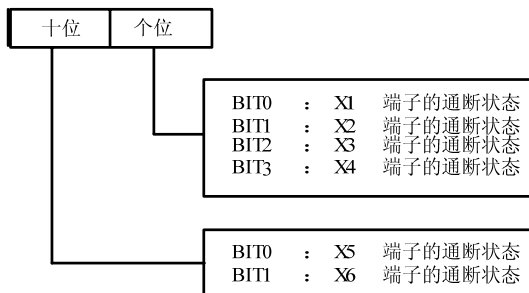 十位 个位
BIT0 : X1 端子的通断状态
BIT1 : X2 端子的通断状态
BIT2 : X3 端子的通断状态
BIT3 : X4 端子的通断状态
BIT0 : X5 端子的通断状态
BIT1 : X6 端子的通断状态